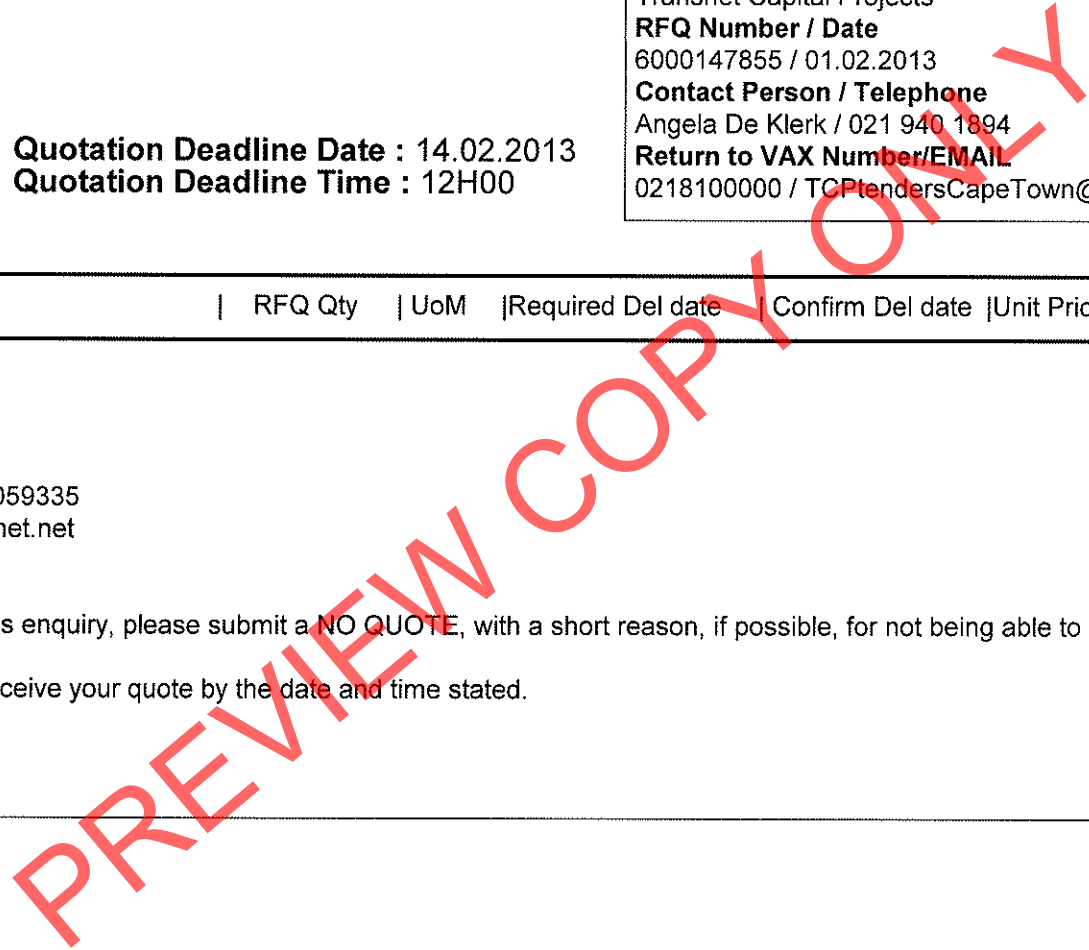 Transnet Capital Projects
RFQ Number / Date
6000147855 / 01.02.2013
Contact Person / Telephone
Angela De Klerk / 021 940 1894
Return to VAX Number/EMAIL
0218100000 / TCPtendersCapeTown@
Quotation Deadline Date : 14.02.2013
Quotation Deadline Time : 12H00
| RFQ Qty | UoM |Required Del date | Confirm Del date |Unit Pric
059335
net.net
s enquiry, please submit a NO QUOTE, with a short reason, if possible, for not being able to
ceive your quote by the date and time stated.
PREVIEW COPY ONLY